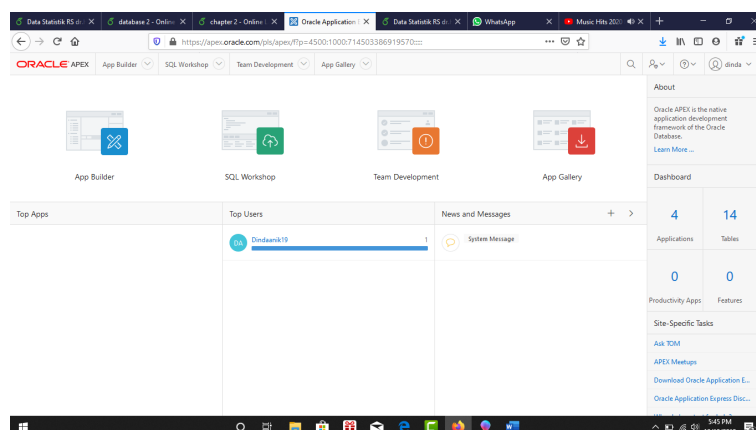 Data Statistik RS di
database 2 - Online
chapter 2 - Online
Oracle Application
Data Statistik RS di
WhatsApp
Music Hits 2020
https://apex.oracle.com/pls/apex/f?p=4500:1000:714503386919570::::
ORACLE APEX App Builder SQL Workshop Team Development App Gallery dinda
App Builder
SQL Workshop
Team Development
App Gallery
Top Apps
Top Users
DA Dindaanik19 1
News and Messages
System Message
About
Oracle APEX is the native
application development
framework of the Oracle
Database.
Learn More ...
Dashboard
4 14
Applications Tables
0 0
Productivity Apps Features
Site-Specific Tasks
Ask TOM
APEX Meetups
Download Oracle Application E...
Oracle Application Express Disc...
5:45 PM